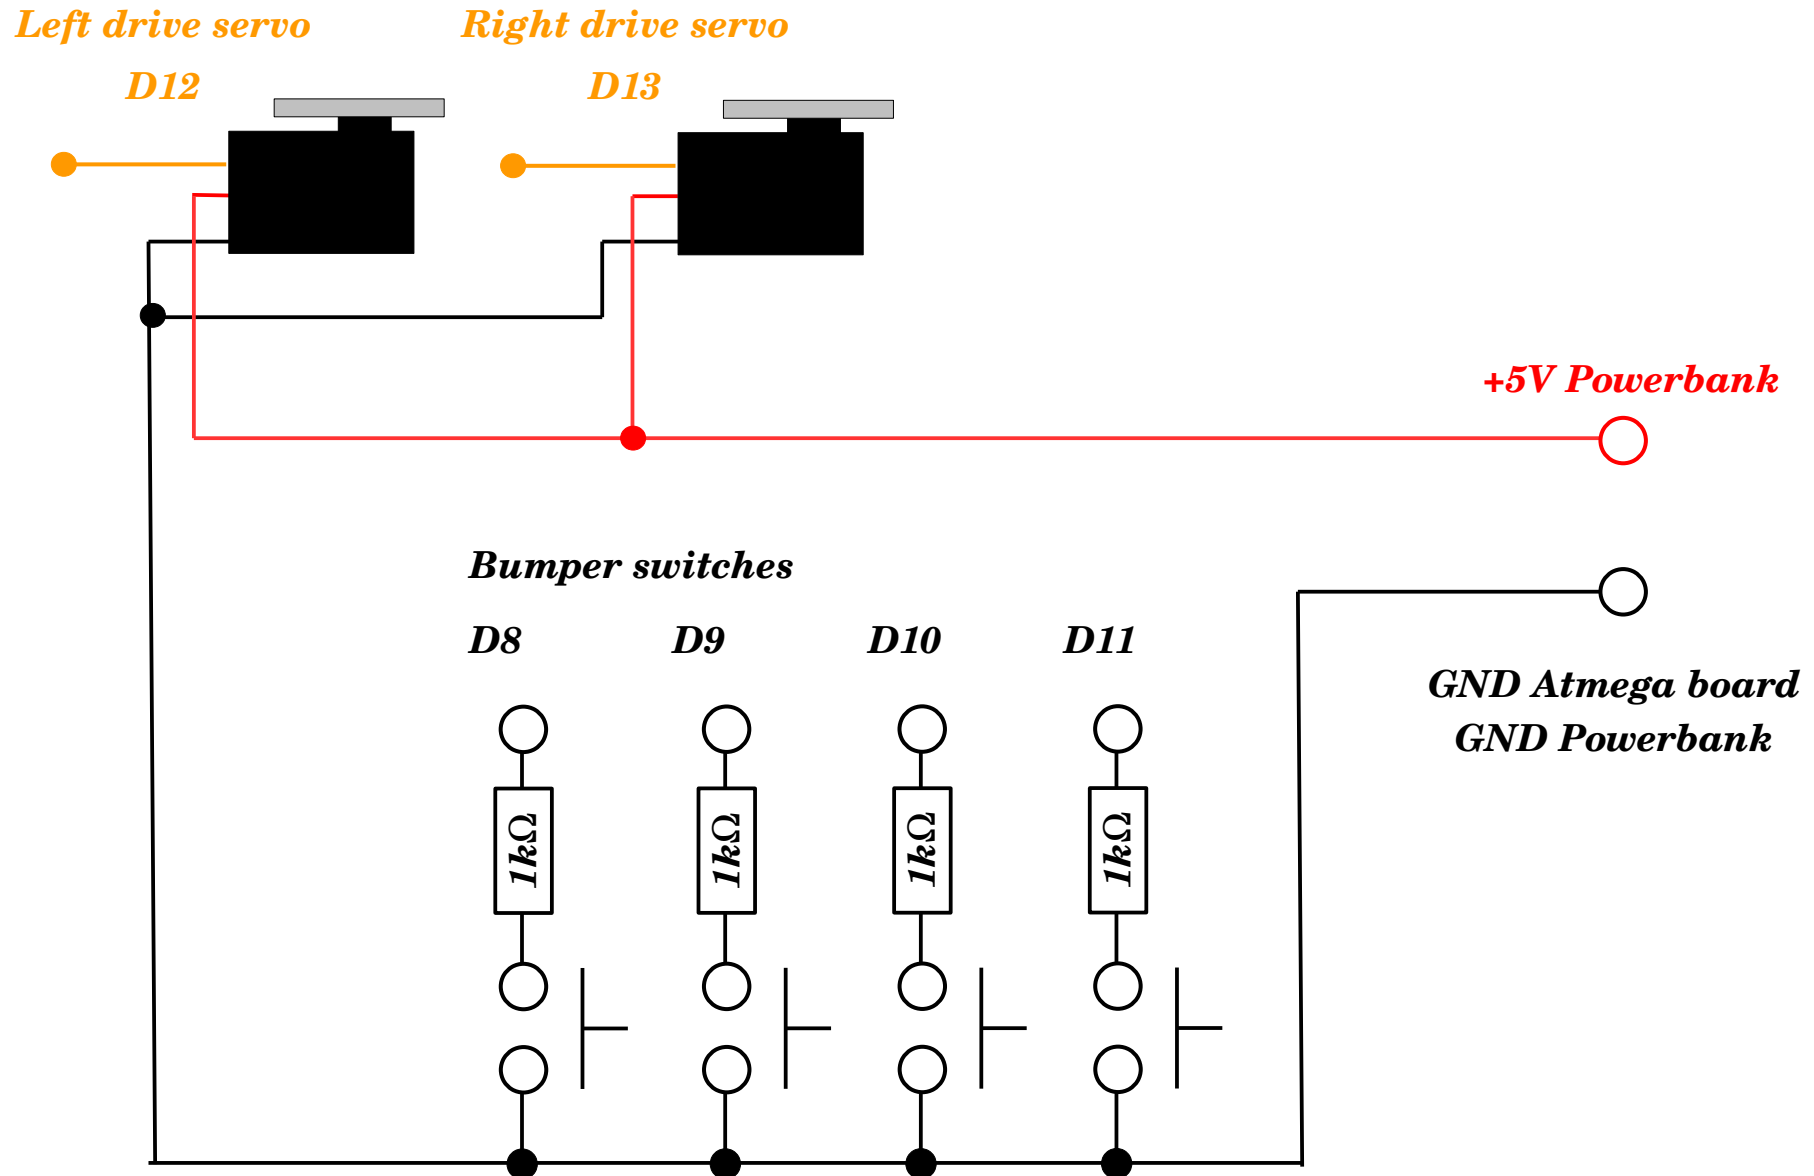 Left drive servo
Right drive servo
D12
D13
+5V Powerbank
Bumper switches
D8
D9
D10
D11
GND Atmega board
GND Powerbank
1kΩ
1kΩ
1kΩ
1kΩ